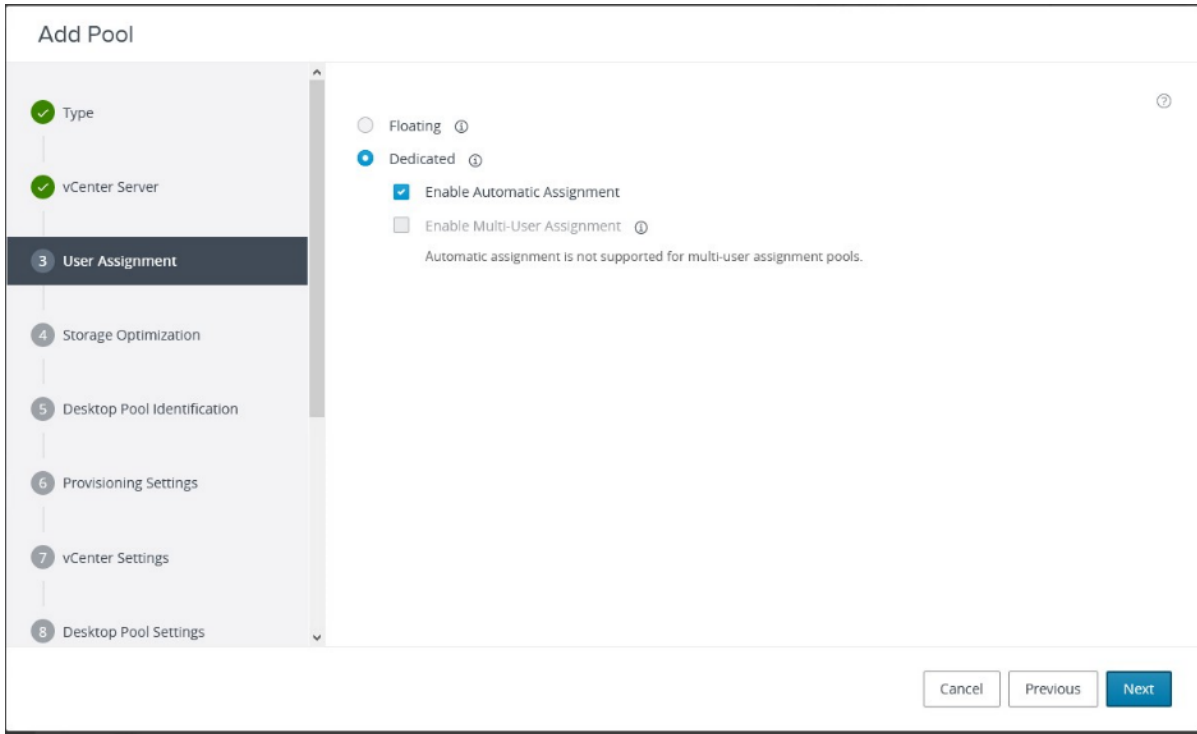 Add Pool
Type
vCenter Server
3 User Assignment
4 Storage Optimization
5 Desktop Pool Identification
6 Provisioning Settings
7 vCenter Settings
8 Desktop Pool Settings
?
Floating i
Dedicated i
Enable Automatic Assignment
Enable Multi-User Assignment i
Automatic assignment is not supported for multi-user assignment pools.
Cancel Previous Next